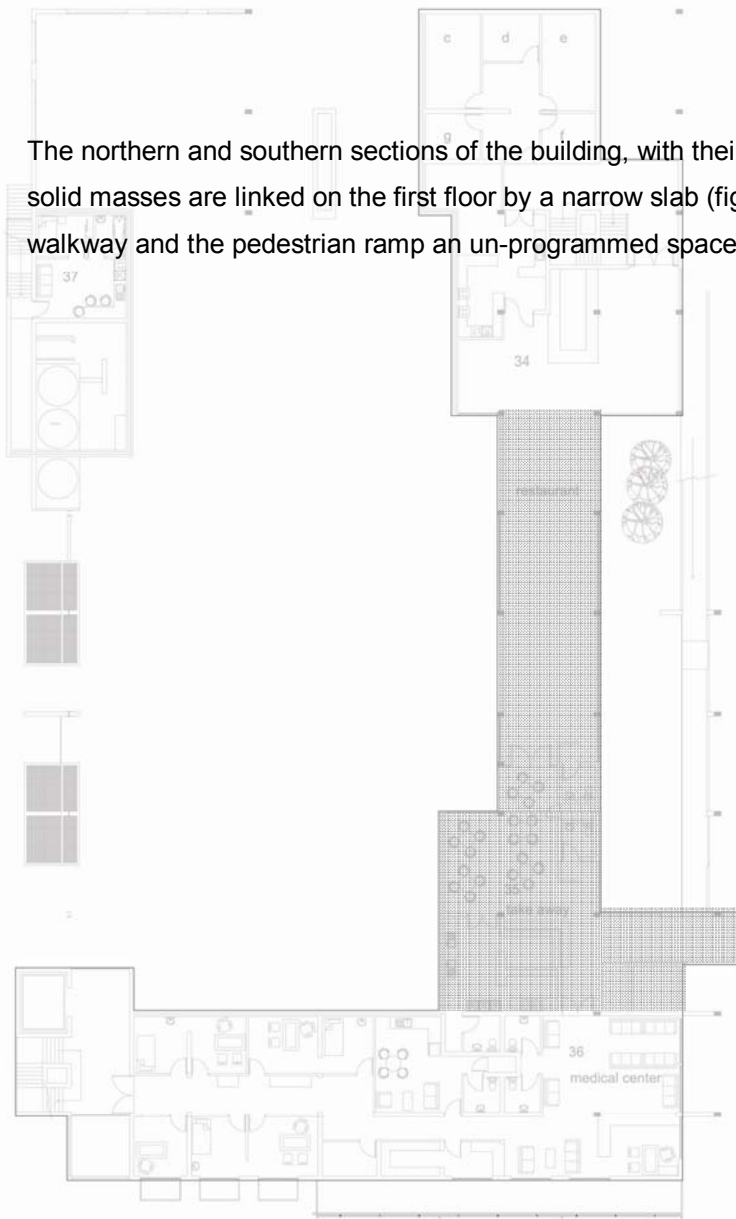 c d e
g f
The northern and southern sections of the building, with thei
solid masses are linked on the first floor by a narrow slab (fig
walkway and the pedestrian ramp an un-programmed space
37
34
restaurant
35
take away
36
medical center